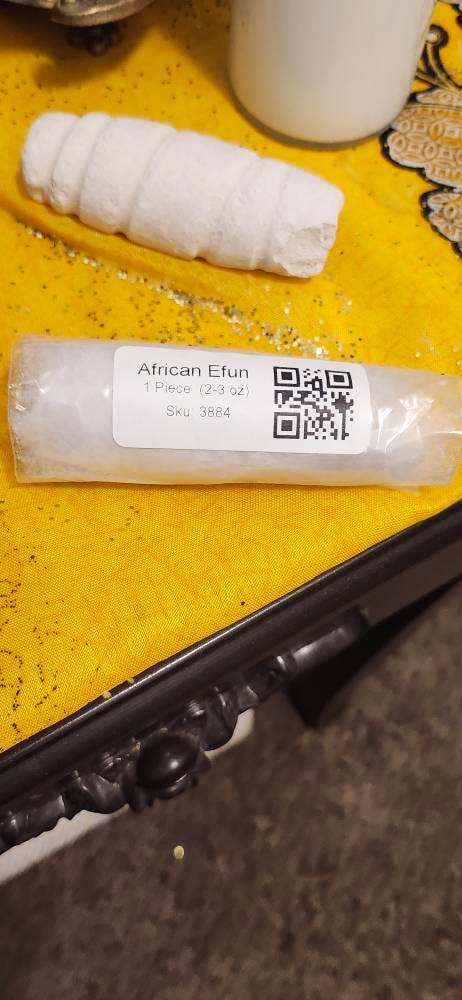 African Efun
1 Piece (2-3 oz)
Sku: 3884